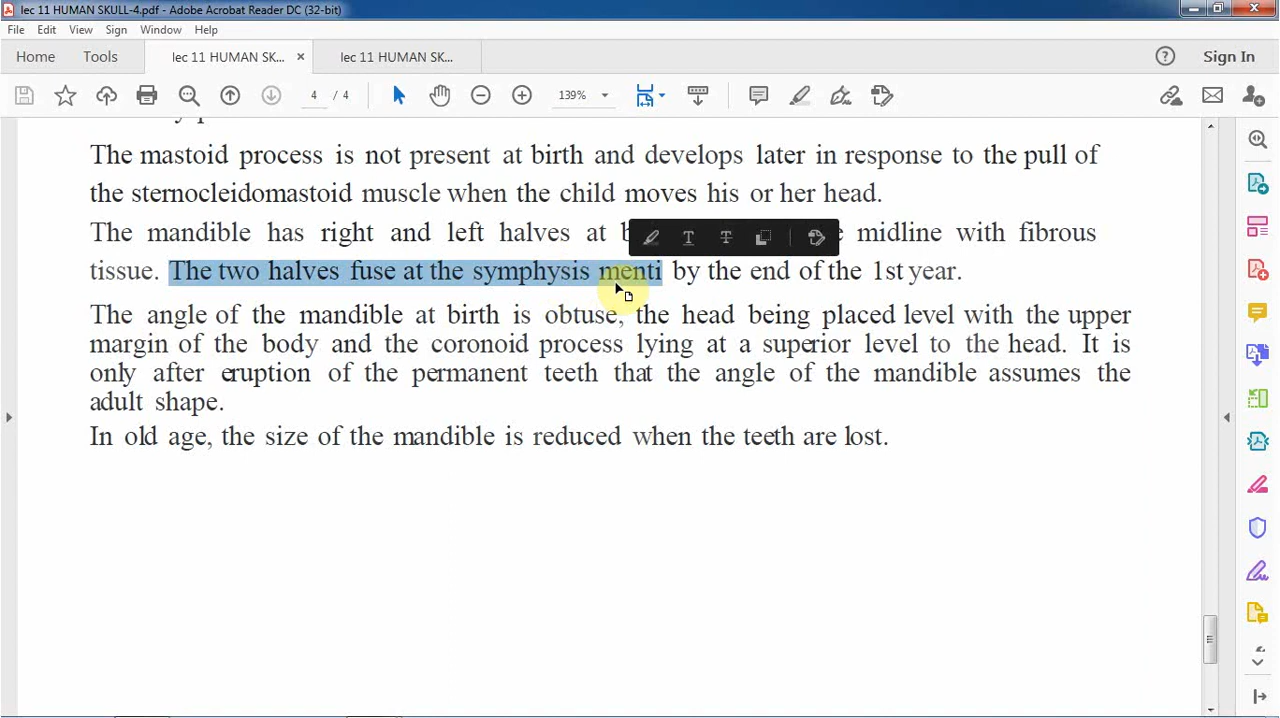 lec 11 HUMAN SKULL-4.pdf - Adobe Acrobat Reader DC (32-bit)
File Edit View Sign Window Help
Home Tools lec 11 HUMAN SK... × lec 11 HUMAN SK... Sign In
4 / 4 139%
The mastoid process is not present at birth and develops later in response to the pull of
the sternocleidomastoid muscle when the child moves his or her head.
The mandible has right and left halves at midline with fibrous
tissue. The two halves fuse at the symphysis menti by the end of the 1st year.
The angle of the mandible at birth is obtuse, the head being placed level with the upper
margin of the body and the coronoid process lying at a superior level to the head. It is
only after eruption of the permanent teeth that the angle of the mandible assumes the
adult shape.
In old age, the size of the mandible is reduced when the teeth are lost.